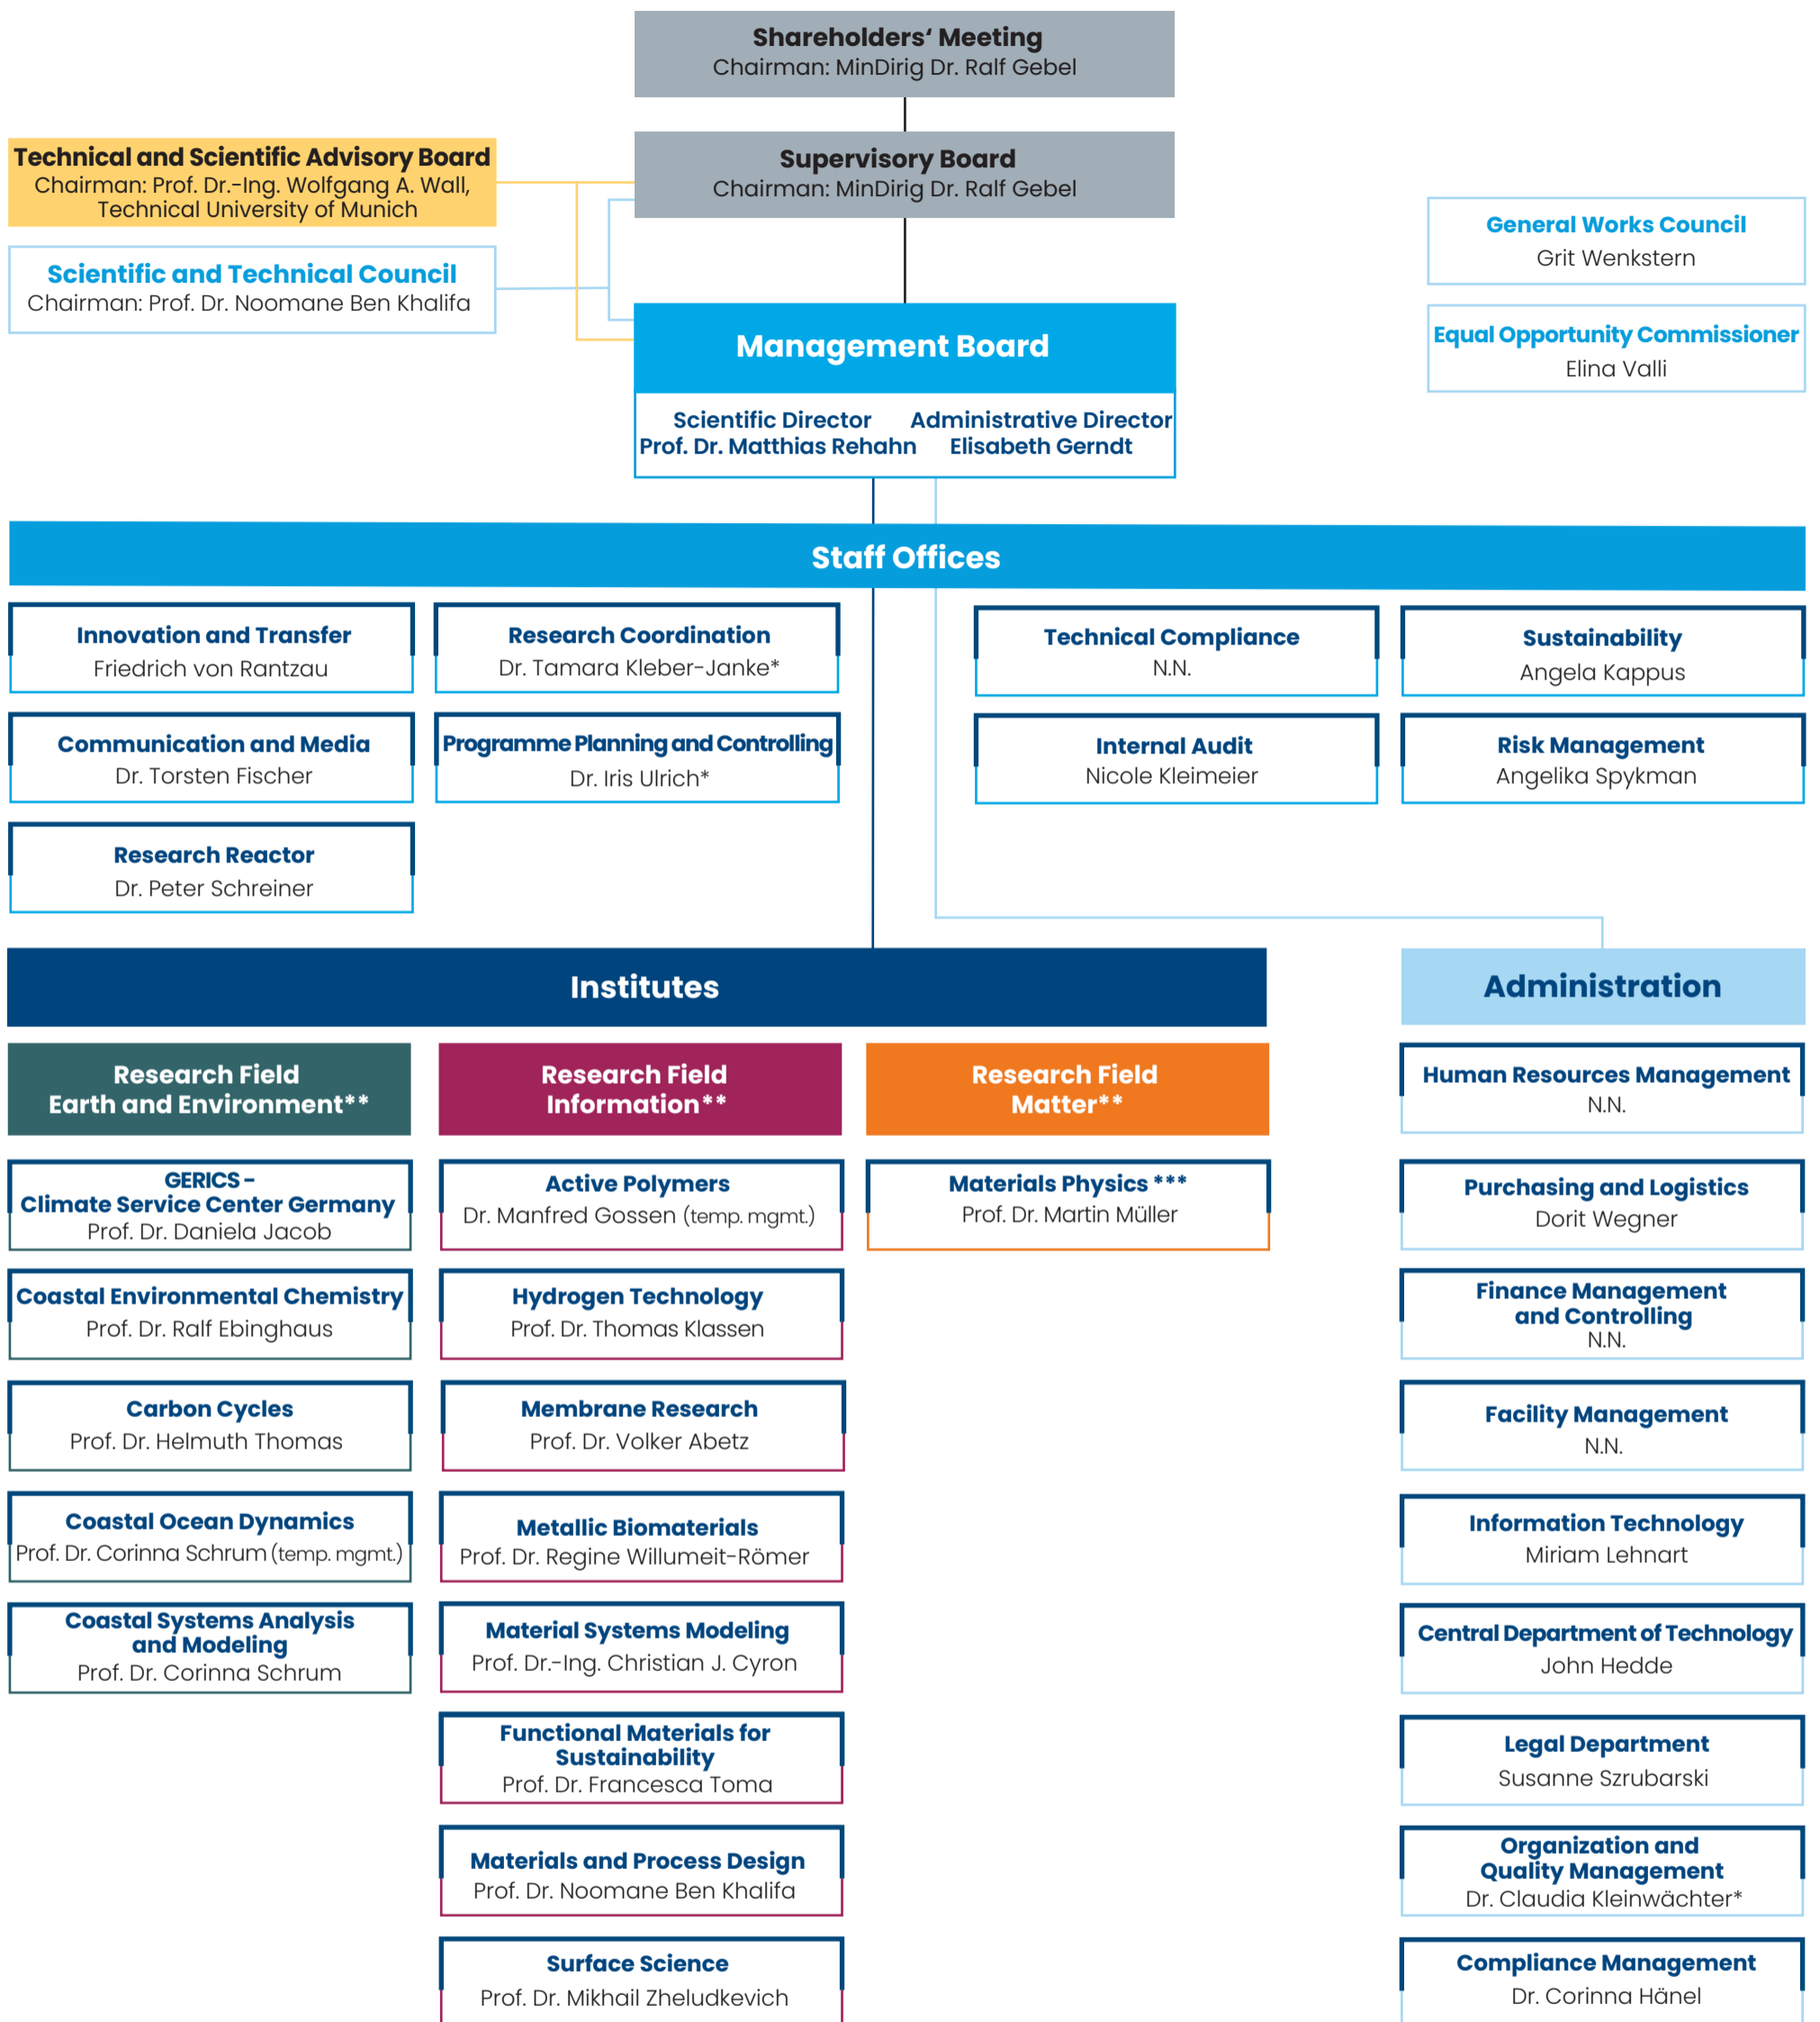 Shareholders‘ Meeting
Chairman: MinDirig Dr. Ralf Gebel
Technical and Scientific Advisory Board
Chairman: Prof. Dr.-Ing. Wolfgang A. Wall,
Technical University of Munich
Supervisory Board
Chairman: MinDirig Dr. Ralf Gebel
Scientific and Technical Council
Chairman: Prof. Dr. Noomane Ben Khalifa
General Works Council
Grit Wenkstern
Equal Opportunity Commissioner
Elina Valli
Management Board
Scientific Director
Prof. Dr. Matthias Rehahn
Administrative Director
Elisabeth Gerndt
Staff Offices
Innovation and Transfer
Friedrich von Rantzau
Research Coordination
Dr. Tamara Kleber-Janke*
Technical Compliance
N.N.
Sustainability
Angela Kappus
Communication and Media
Dr. Torsten Fischer
Programme Planning and Controlling
Dr. Iris Ulrich*
Internal Audit
Nicole Kleimeier
Risk Management
Angelika Spykman
Research Reactor
Dr. Peter Schreiner
Institutes
Research Field
Earth and Environment**
GERICS -
Climate Service Center Germany
Prof. Dr. Daniela Jacob
Coastal Environmental Chemistry
Prof. Dr. Ralf Ebinghaus
Carbon Cycles
Prof. Dr. Helmuth Thomas
Coastal Ocean Dynamics
Prof. Dr. Corinna Schrum (temp. mgmt.)
Coastal Systems Analysis
and Modeling
Prof. Dr. Corinna Schrum
Research Field
Information**
Active Polymers
Dr. Manfred Gossen (temp. mgmt.)
Hydrogen Technology
Prof. Dr. Thomas Klassen
Membrane Research
Prof. Dr. Volker Abetz
Metallic Biomaterials
Prof. Dr. Regine Willumeit-Römer
Material Systems Modeling
Prof. Dr.-Ing. Christian J. Cyron
Functional Materials for
Sustainability
Prof. Dr. Francesca Toma
Materials and Process Design
Prof. Dr. Noomane Ben Khalifa
Surface Science
Prof. Dr. Mikhail Zheludkevich
Research Field
Matter**
Materials Physics ***
Prof. Dr. Martin Müller
Administration
Human Resources Management
N.N.
Purchasing and Logistics
Dorit Wegner
Finance Management
and Controlling
N.N.
Facility Management
N.N.
Information Technology
Miriam Lehnart
Central Department of Technology
John Hedde
Legal Department
Susanne Szrubarski
Organization and
Quality Management
Dr. Claudia Kleinwächter*
Compliance Management
Dr. Corinna Hänel